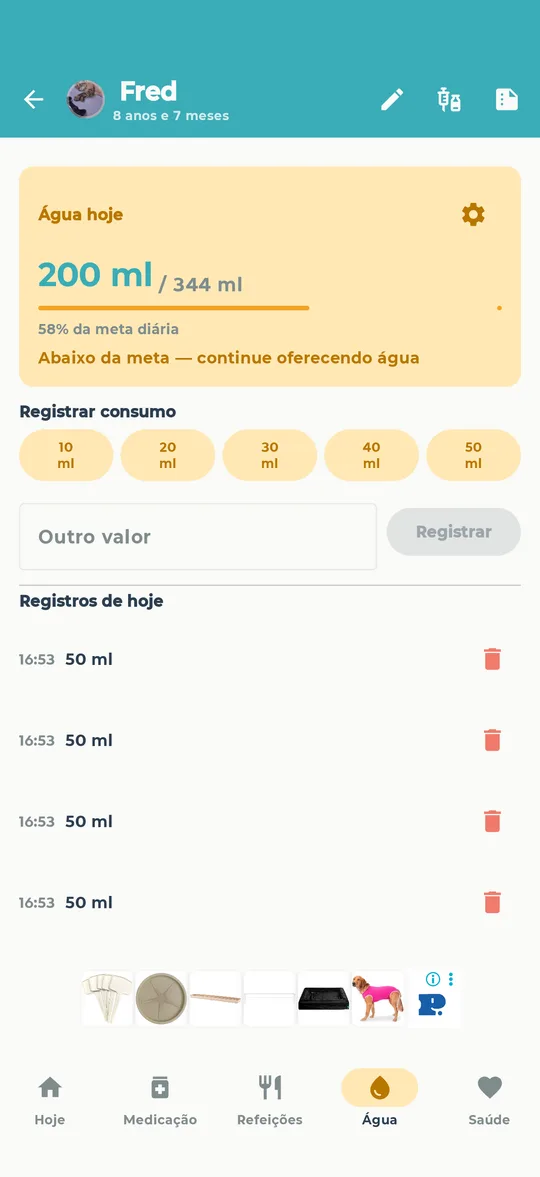 Fred
8 anos e 7 meses
Água hoje
200 ml / 344 ml
58% da meta diária
Abaixo da meta — continue oferecendo água
Registrar consumo
10 ml
20 ml
30 ml
40 ml
50 ml
Outro valor
Registrar
Registros de hoje
16:53 50 ml
16:53 50 ml
16:53 50 ml
16:53 50 ml
Hoje
Medicação
Refeições
Água
Saúde